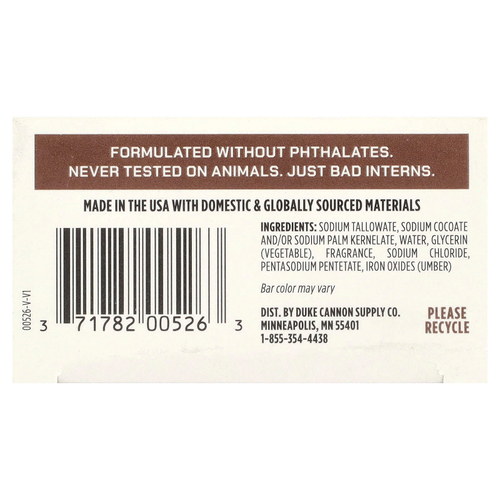 FORMULATED WITHOUT PHTHALATES.
NEVER TESTED ON ANIMALS. JUST BAD INTERNS.
MADE IN THE USA WITH DOMESTIC & GLOBALLY SOURCED MATERIALS
INGREDIENTS: SODIUM TALLOWATE, SODIUM COCOATE
AND/OR SODIUM PALM KERNELATE, WATER, GLYCERIN
(VEGETABLE), FRAGRANCE, SODIUM CHLORIDE,
PENTASODIUM PENTETATE, IRON OXIDES (UMBER)
Bar color may vary
DIST. BY DUKE CANNON SUPPLY CO.
MINNEAPOLIS, MN 55401
1-855-354-4438
PLEASE
RECYCLE
00526-V-V1
3 71782 00526 3